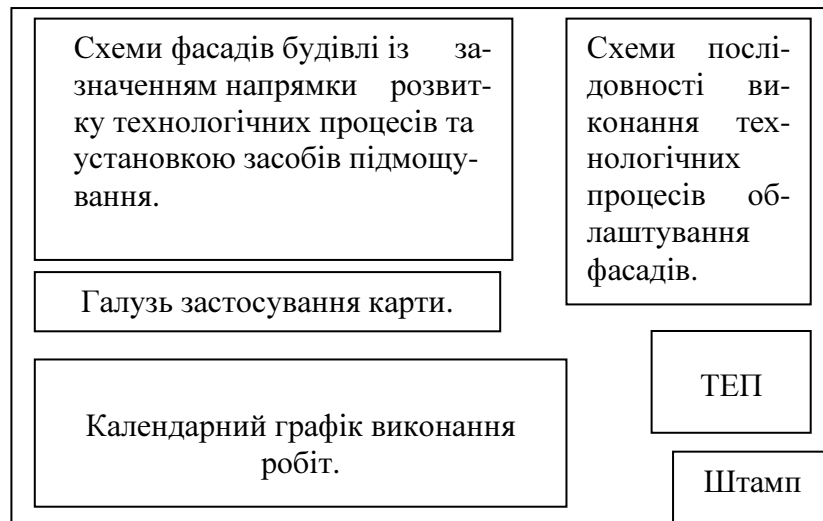 Схеми фасадів будівлі із за-
значенням напрямки розвит-
ку технологічних процесів та
установкою засобів підмощу-
вання.
Схеми послі-
довності ви-
конання тех-
нологічних
процесів об-
лаштування
фасадів.
Галузь застосування карти.
ТЕП
Календарний графік виконання
робіт.
Штамп